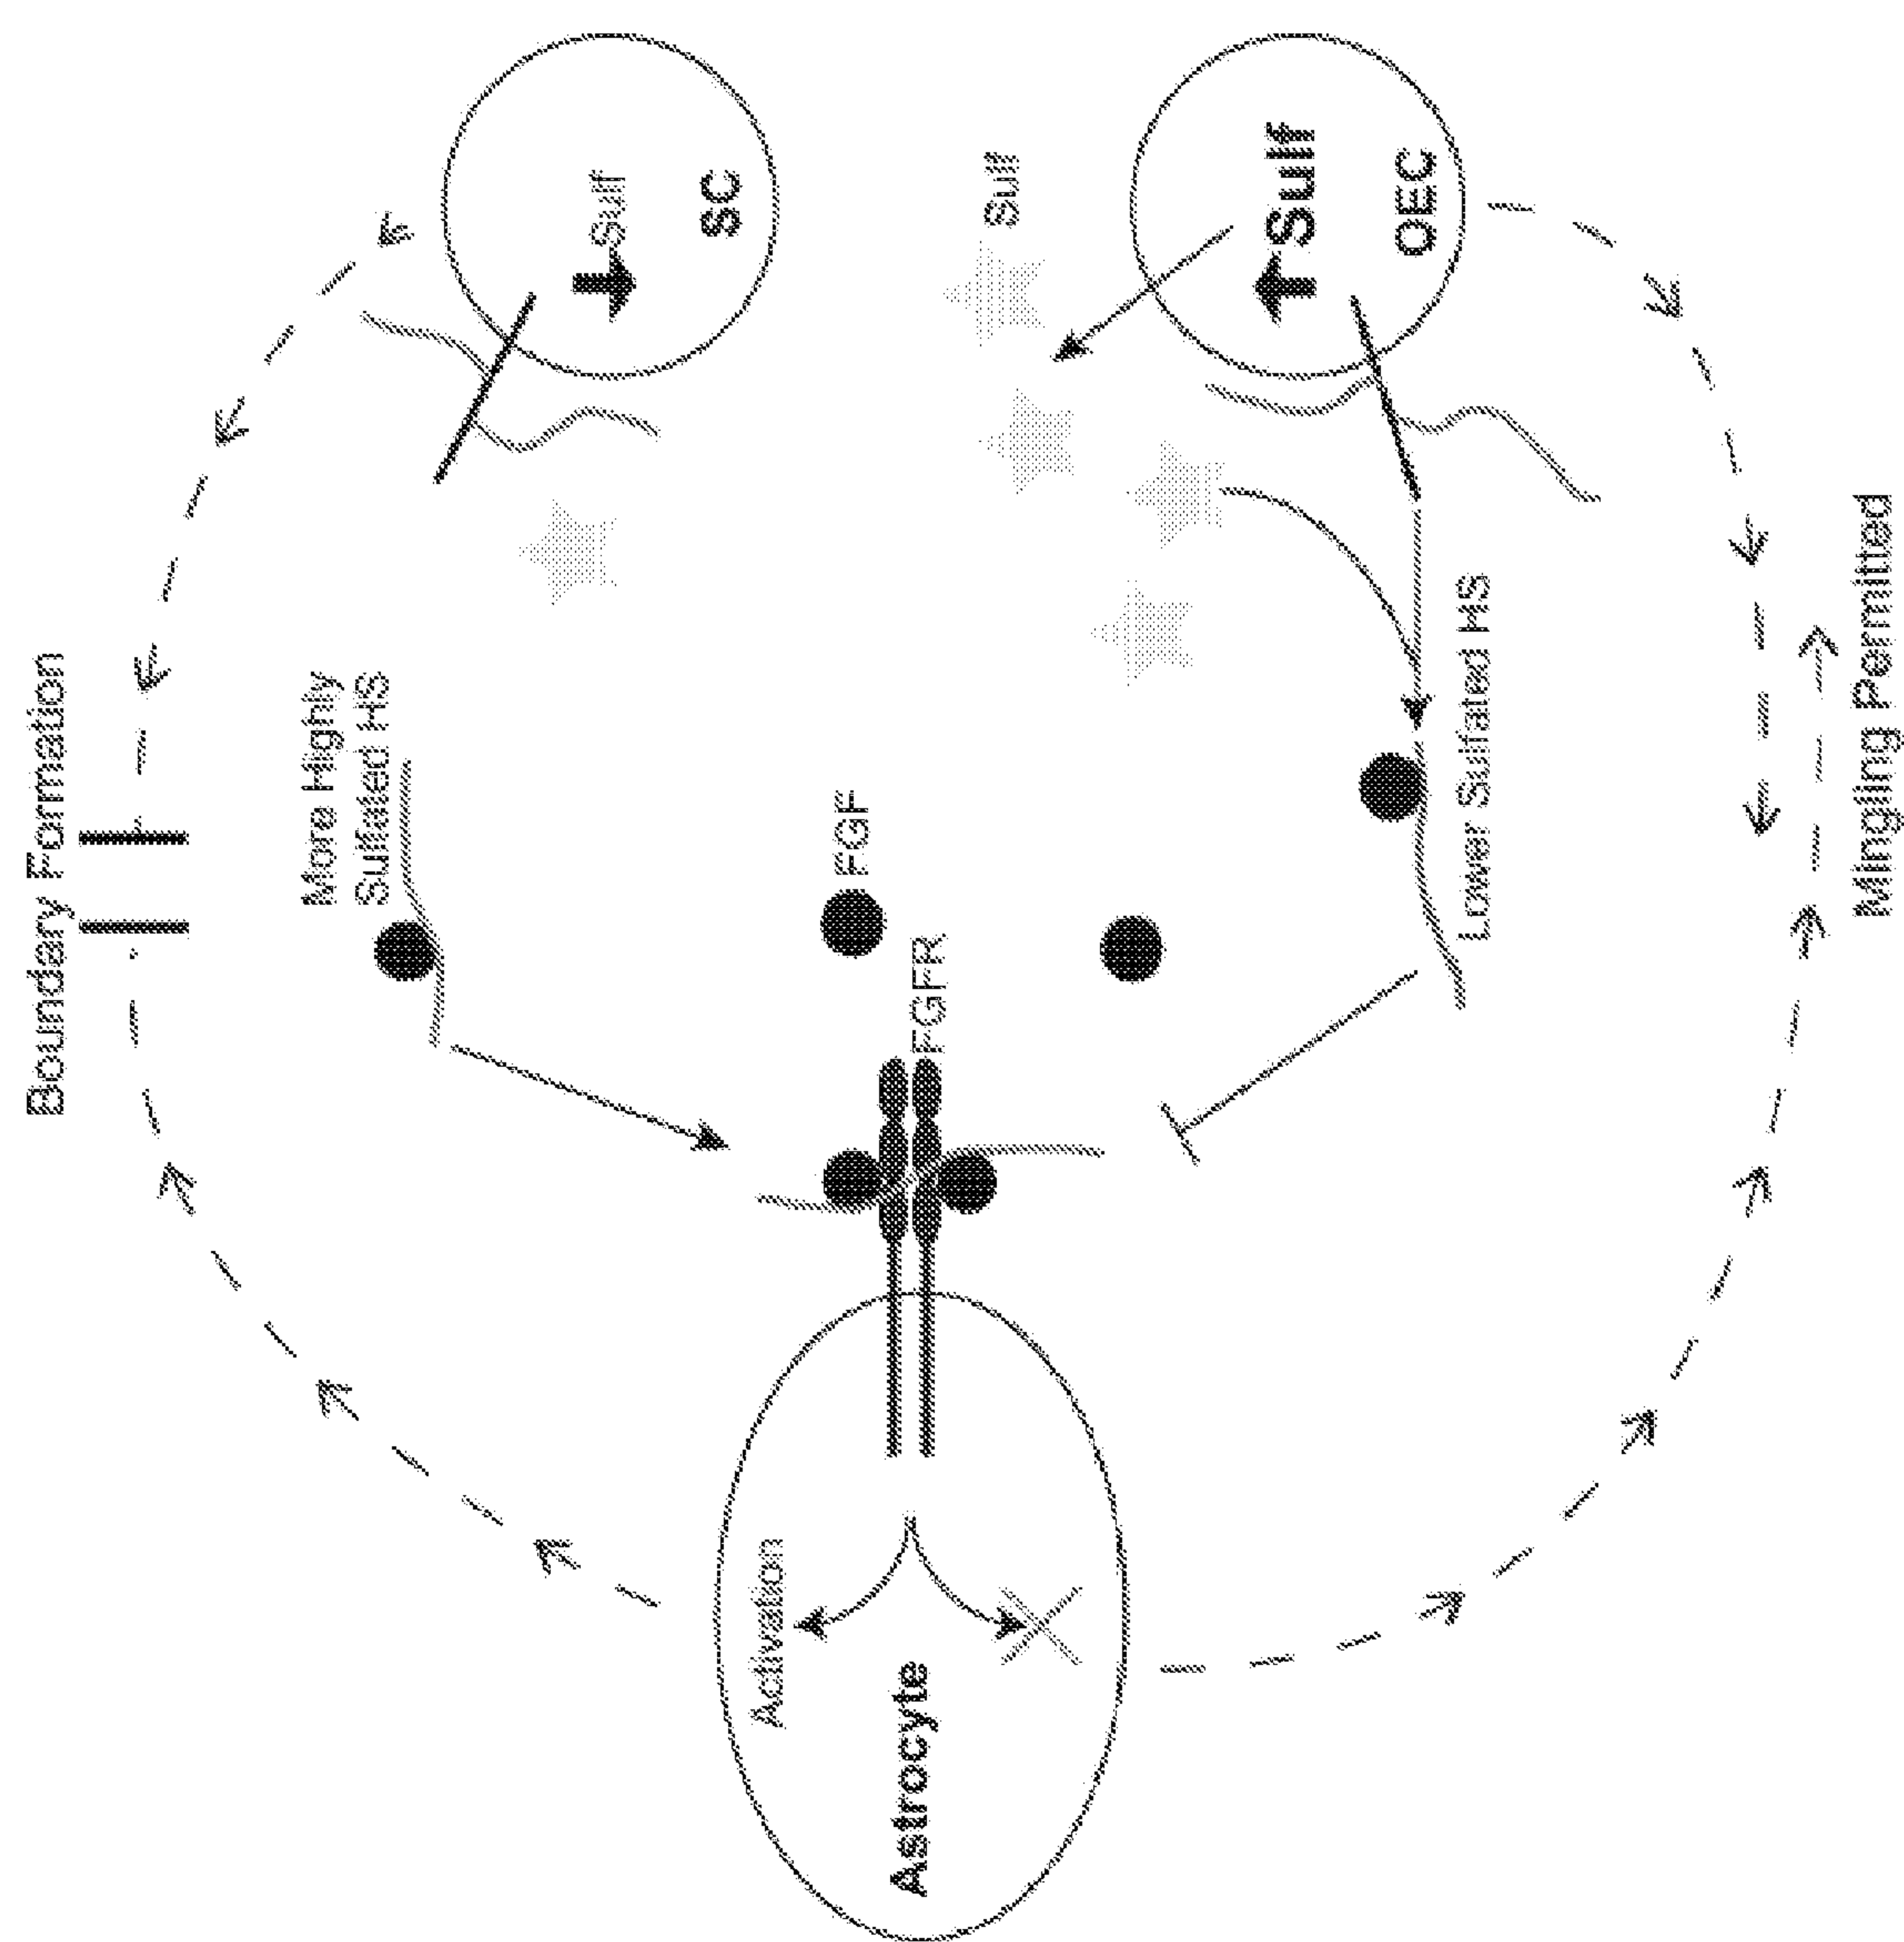 Boundary Formation
More Highly
Sulfated HS
Sulf
SC
FGF
FGFR
Sulf
Activation
Astrocyte
Sulf
OEC
Lower Sulfated HS
Mingling Permitted